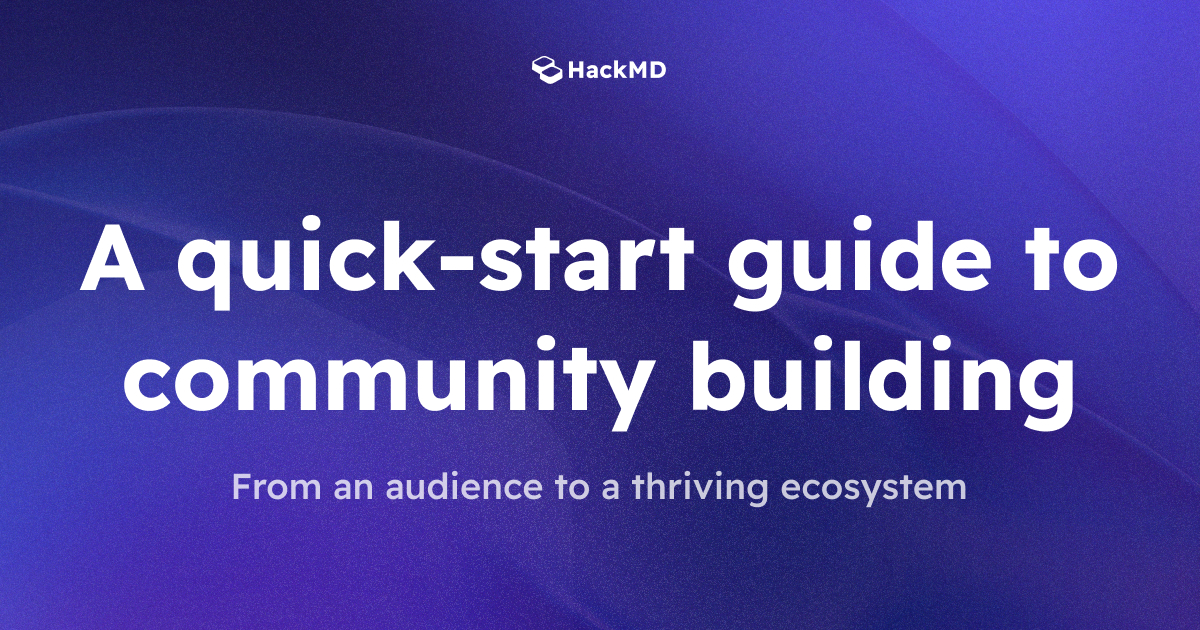 HackMD
A quick-start guide to
community building
From an audience to a thriving ecosystem